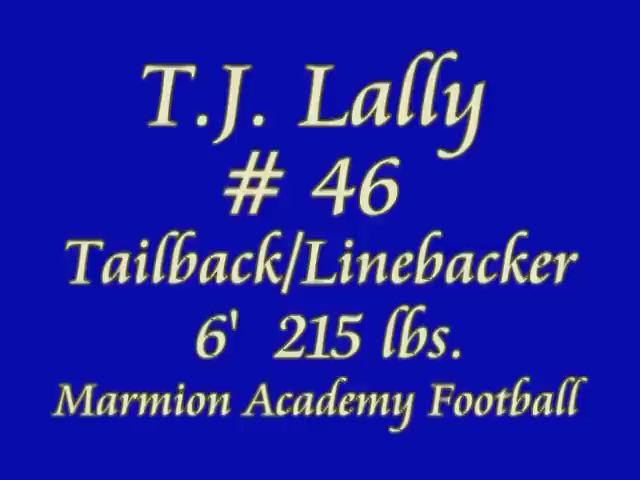 T.J. Lally
# 46
Tailback/Linebacker
6' 215 lbs.
Marmion Academy Football